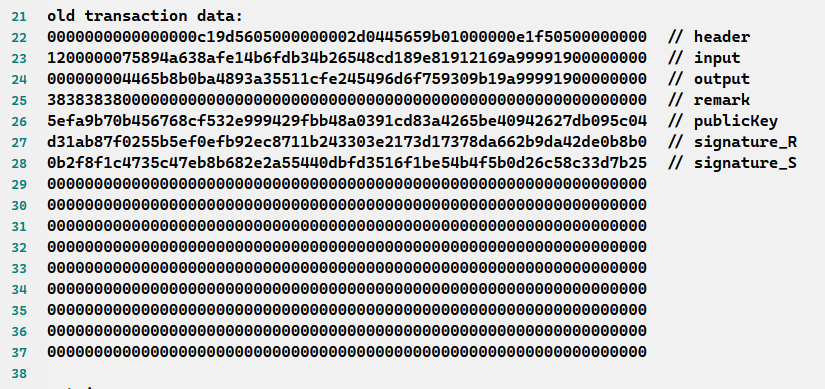 21 old transaction data:
22 0000000000000000c19d5605000000002d0445659b01000000e1f50500000000 // header
23 120000075894a638afe14b6fdb34b26548cd189e81912169a99991900000000 // input
24 000000004465b8b0ba4893a35511cfe245496d6f759309b19a99991900000000 // output
25 3838383800000000000000000000000000000000000000000000000000000000 // remark
26 5efa9b70b456768cf532e999429fbb48a0391cd83a4265be40942627db095c04 // publicKey
27 d31ab87f0255b5ef0efb92ec8711b243303e2173d17378da662b9da42de0b8b0 // signature_R
28 0b2f8f1c4735c47eb8b682e2a55440dbfd3516f1be54b4f5b0d26c58c33d7b25 // signature_S
29 0000000000000000000000000000000000000000000000000000000000000000
30 0000000000000000000000000000000000000000000000000000000000000000
31 0000000000000000000000000000000000000000000000000000000000000000
32 0000000000000000000000000000000000000000000000000000000000000000
33 0000000000000000000000000000000000000000000000000000000000000000
34 0000000000000000000000000000000000000000000000000000000000000000
35 0000000000000000000000000000000000000000000000000000000000000000
36 0000000000000000000000000000000000000000000000000000000000000000
37 0000000000000000000000000000000000000000000000000000000000000000
38